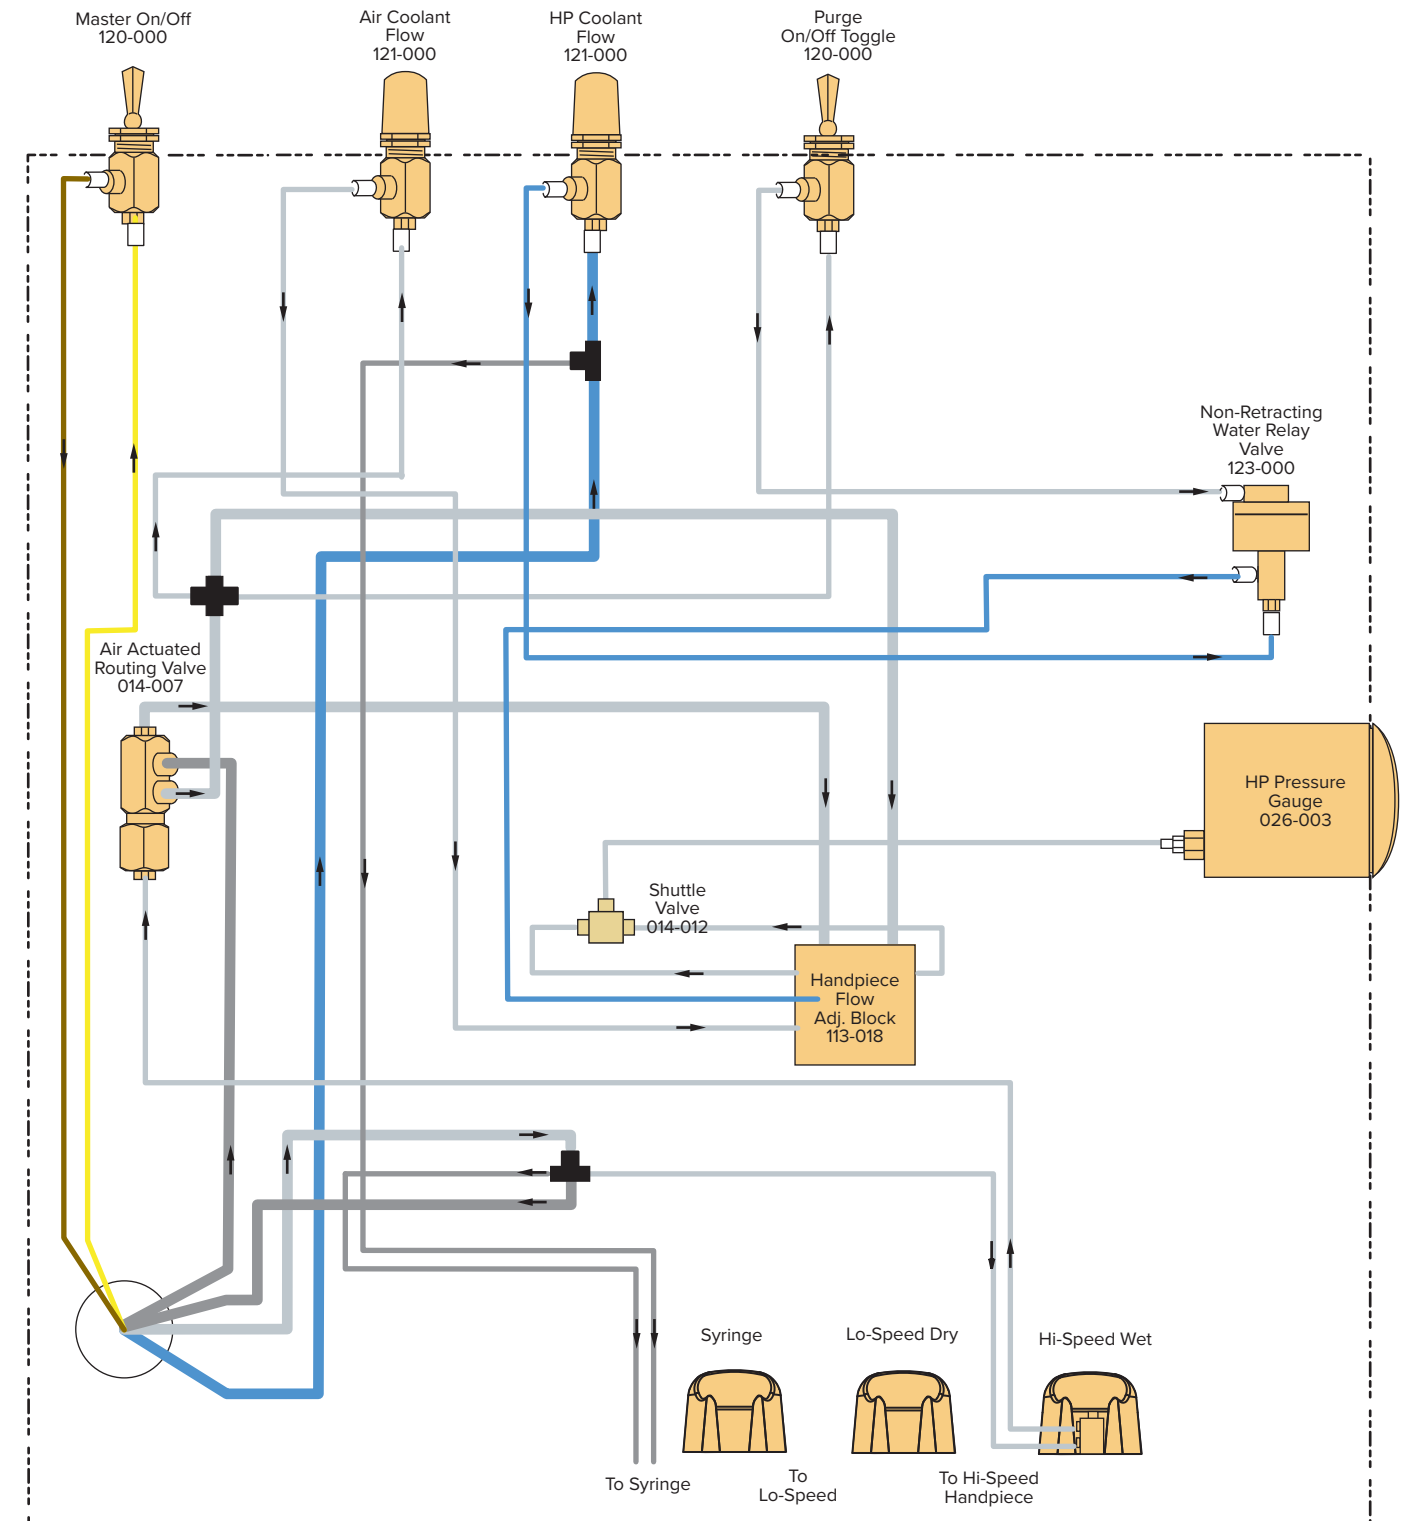 Master On/Off
120-000
Air Coolant
Flow
121-000
HP Coolant
Flow
121-000
Purge
On/Off Toggle
120-000
Non-Retracting
Water Relay
Valve
123-000
Air Actuated
Routing Valve
014-007
HP Pressure
Gauge
026-003
Shuttle
Valve
014-012
Handpiece
Flow
Adj. Block
113-018
Syringe
Lo-Speed Dry
Hi-Speed Wet
To Syringe
To
Lo-Speed
To Hi-Speed
Handpiece